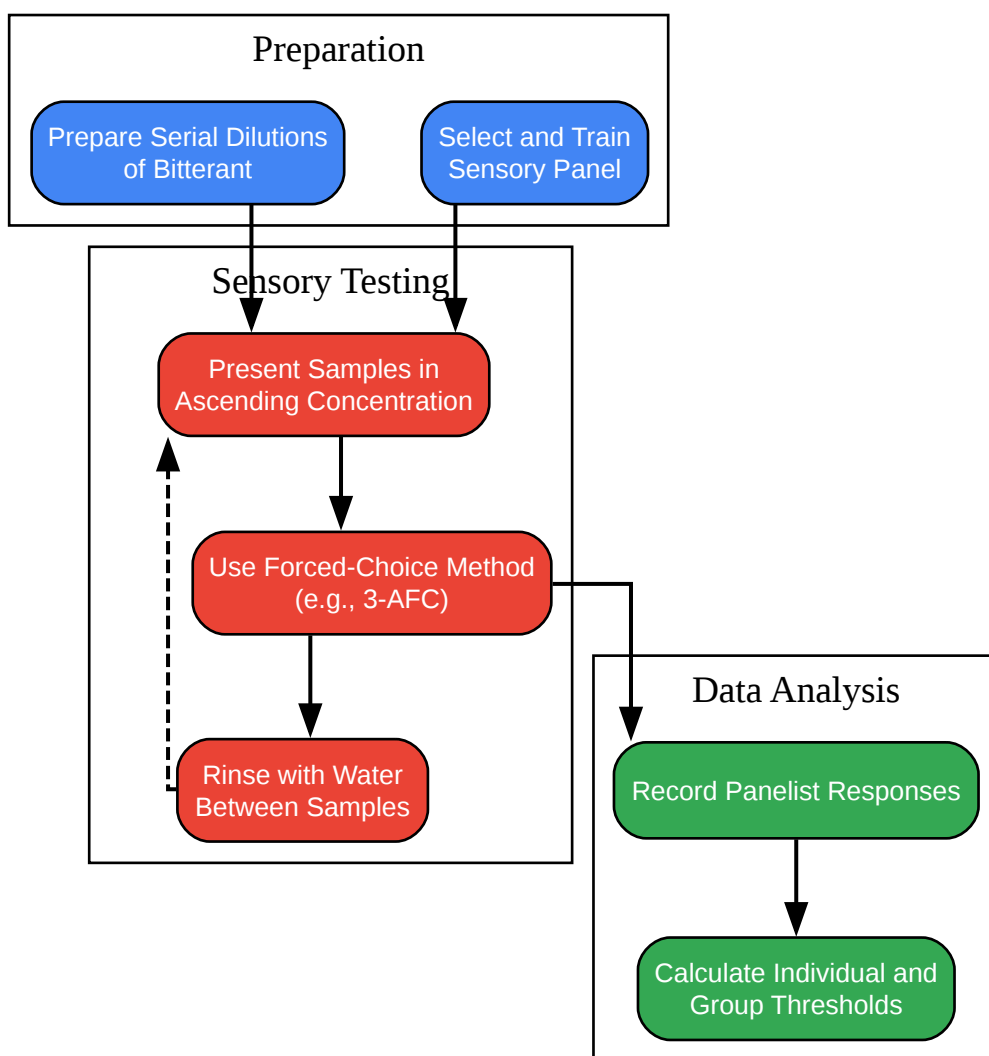 Preparation
Prepare Serial Dilutions
of Bitterant
Select and Train
Sensory Panel
Sensory Testing
Present Samples in
Ascending Concentration
Use Forced-Choice Method
(e.g., 3-AFC)
Rinse with Water
Between Samples
Data Analysis
Record Panelist Responses
Calculate Individual and
Group Thresholds